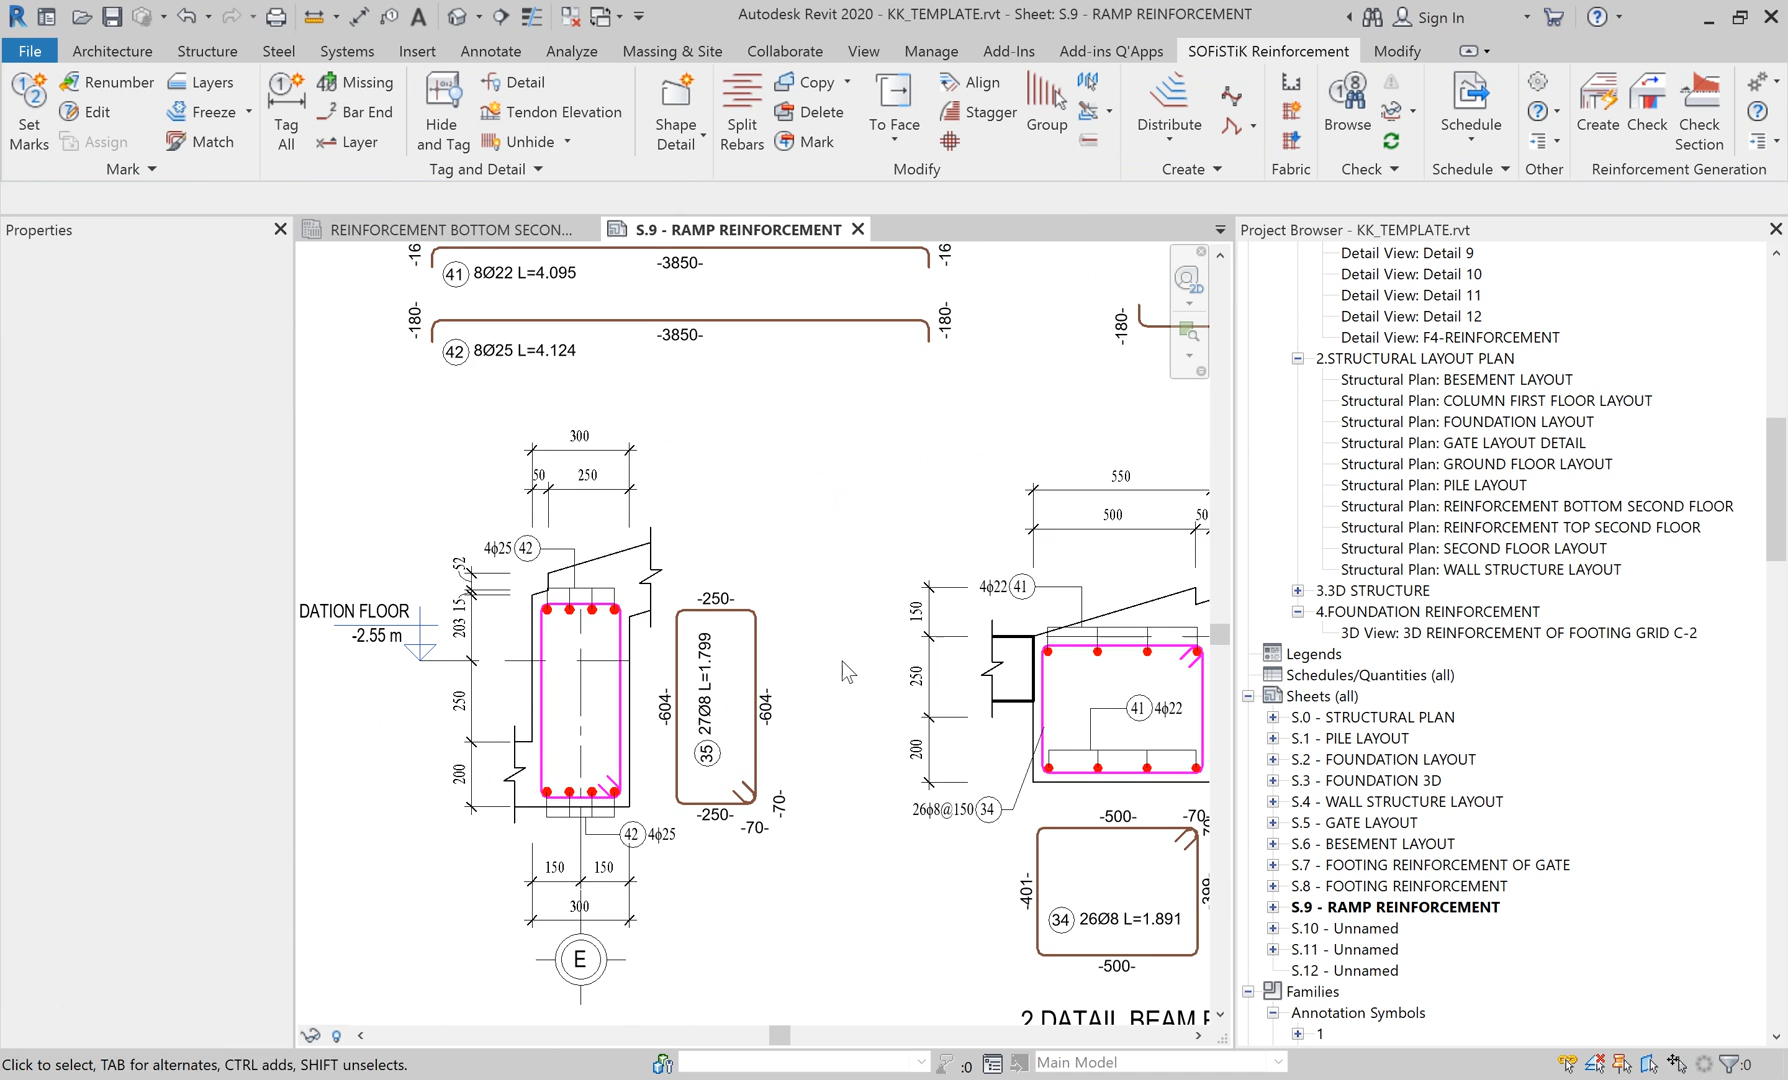 Autodesk Revit 2020 - KK_TEMPLATE.rvt - Sheet: S.9 - RAMP REINFORCEMENT
Sign In
File Architecture Structure Steel Systems Insert Annotate Analyze Massing & Site Collaborate View Manage Add-Ins Add-ins Q'Apps SOFiSTiK Reinforcement Modify
Set Marks
Renumber
Edit
Assign
Layers
Freeze
Match
Tag All
Missing
Bar End
Layer
Hide and Tag
Detail
Tendon Elevation
Unhide
Shape Detail
Split Rebars
Copy
Delete
Mark
To Face
Align
Stagger
Group
Distribute
Browse
Schedule
Create
Check
Check Section
Mark
Tag and Detail
Modify
Create
Fabric
Check
Schedule
Other
Reinforcement Generation
Properties
REINFORCEMENT BOTTOM SECON...
S.9 - RAMP REINFORCEMENT
Project Browser - KK_TEMPLATE.rvt
-16
-3850-
-16
41 8Ø22 L=4.095
-180-
-3850-
-180-
42 8Ø25 L=4.124
-180-
2D
300
50
250
4ϕ25 42
52
15
203
250
200
DATION FLOOR
-2.55 m
-250-
-604-
35 27Ø8 L=1.799
-604-
-250-
-70-
-70-
42 4ϕ25
150
150
300
E
550
500
50
4ϕ22 41
150
250
200
41 4ϕ22
26ϕ8@150 34
-500-
-70-
-401-
34 26Ø8 L=1.891
-500-
Detail View: Detail 9
Detail View: Detail 10
Detail View: Detail 11
Detail View: Detail 12
Detail View: F4-REINFORCEMENT
2.STRUCTURAL LAYOUT PLAN
Structural Plan: BESEMENT LAYOUT
Structural Plan: COLUMN FIRST FLOOR LAYOUT
Structural Plan: FOUNDATION LAYOUT
Structural Plan: GATE LAYOUT DETAIL
Structural Plan: GROUND FLOOR LAYOUT
Structural Plan: PILE LAYOUT
Structural Plan: REINFORCEMENT BOTTOM SECOND FLOOR
Structural Plan: REINFORCEMENT TOP SECOND FLOOR
Structural Plan: SECOND FLOOR LAYOUT
Structural Plan: WALL STRUCTURE LAYOUT
3.3D STRUCTURE
4.FOUNDATION REINFORCEMENT
3D View: 3D REINFORCEMENT OF FOOTING GRID C-2
Legends
Schedules/Quantities (all)
Sheets (all)
S.0 - STRUCTURAL PLAN
S.1 - PILE LAYOUT
S.2 - FOUNDATION LAYOUT
S.3 - FOUNDATION 3D
S.4 - WALL STRUCTURE LAYOUT
S.5 - GATE LAYOUT
S.6 - BESEMENT LAYOUT
S.7 - FOOTING REINFORCEMENT OF GATE
S.8 - FOOTING REINFORCEMENT
S.9 - RAMP REINFORCEMENT
S.10 - Unnamed
S.11 - Unnamed
S.12 - Unnamed
Families
Annotation Symbols
1
Click to select, TAB for alternates, CTRL adds, SHIFT unselects.
:0
Main Model
:0